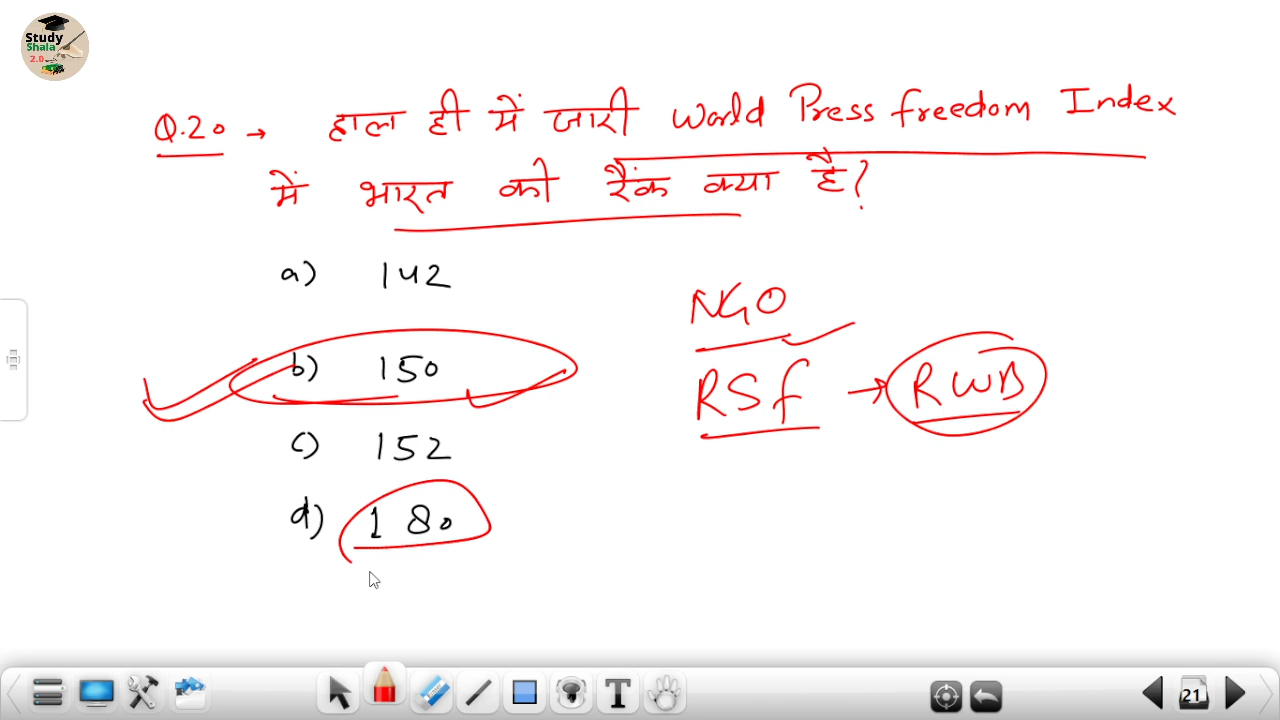 Study
Shala
2.0
Q.20 → हाल ही में जारी World Press freedom Index
में भारत की रैंक क्या है?
a) 142
b) 150
c) 152
d) 180
NGO
RSf → RWB
21